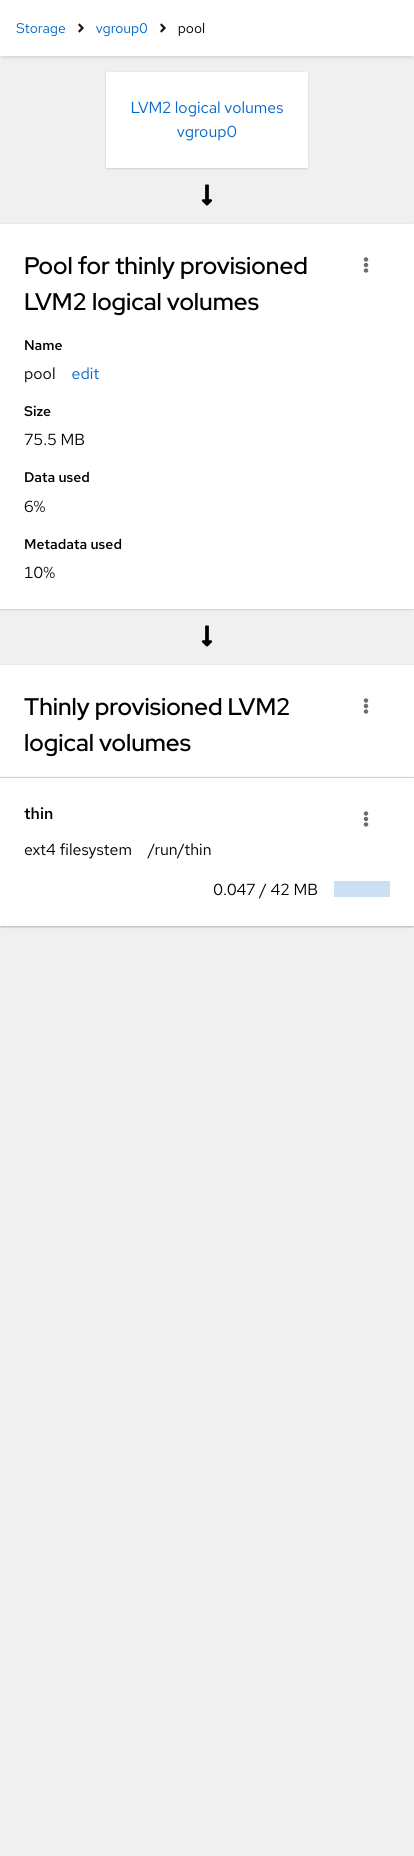 Storage > vgroup0 > pool
LVM2 logical volumes
vgroup0
Pool for thinly provisioned
LVM2 logical volumes
Name
pool edit
Size
75.5 MB
Data used
6%
Metadata used
10%
Thinly provisioned LVM2
logical volumes
thin
ext4 filesystem /run/thin
0.047 / 42 MB